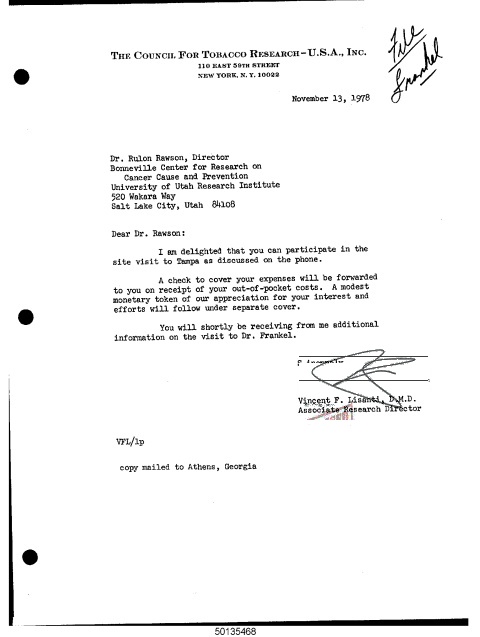 File
Frankel
THE COUNCIL FOR TOBACCO RESEARCH-U.S.A., INC.
110 EAST 59TH STREET
NEW YORK, N. Y. 10022
November 13, 1978
Dr. Rulon Rawson, Director
Bonneville Center for Research on
Cancer Cause and Prevention
University of Utah Research Institute
520 Wakara Way
Salt Lake City, Utah 84108
Dear Dr. Rawson:
I am delighted that you can participate in the
site visit to Tampa as discussed on the phone.
A check to cover your expenses will be forwarded
to you on receipt of your out-of-pocket costs. A modest
monetary token of our appreciation for your interest and
efforts will follow under separate cover.
You will shortly be receiving from me additional
information on the visit to Dr. Frankel.
Vincent F. Lisanti, D.M.D.
Associate Research Director
VFL/lp
copy mailed to Athens, Georgia
50135468